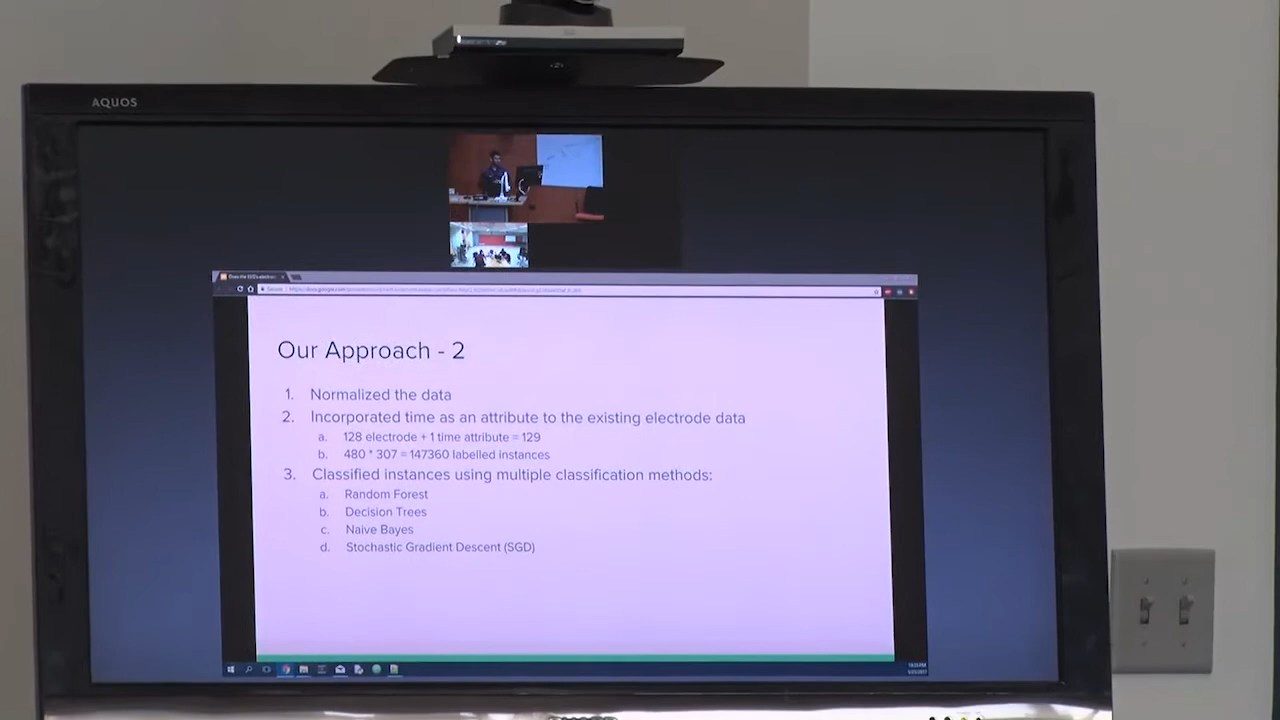 AQUOS
Our Approach - 2
1. Normalized the data
2. Incorporated time as an attribute to the existing electrode data
a. 128 electrode + 1 time attribute = 129
b. 480 * 307 = 147360 labelled instances
3. Classified instances using multiple classification methods:
a. Random Forest
b. Decision Trees
c. Naive Bayes
d. Stochastic Gradient Descent (SGD)